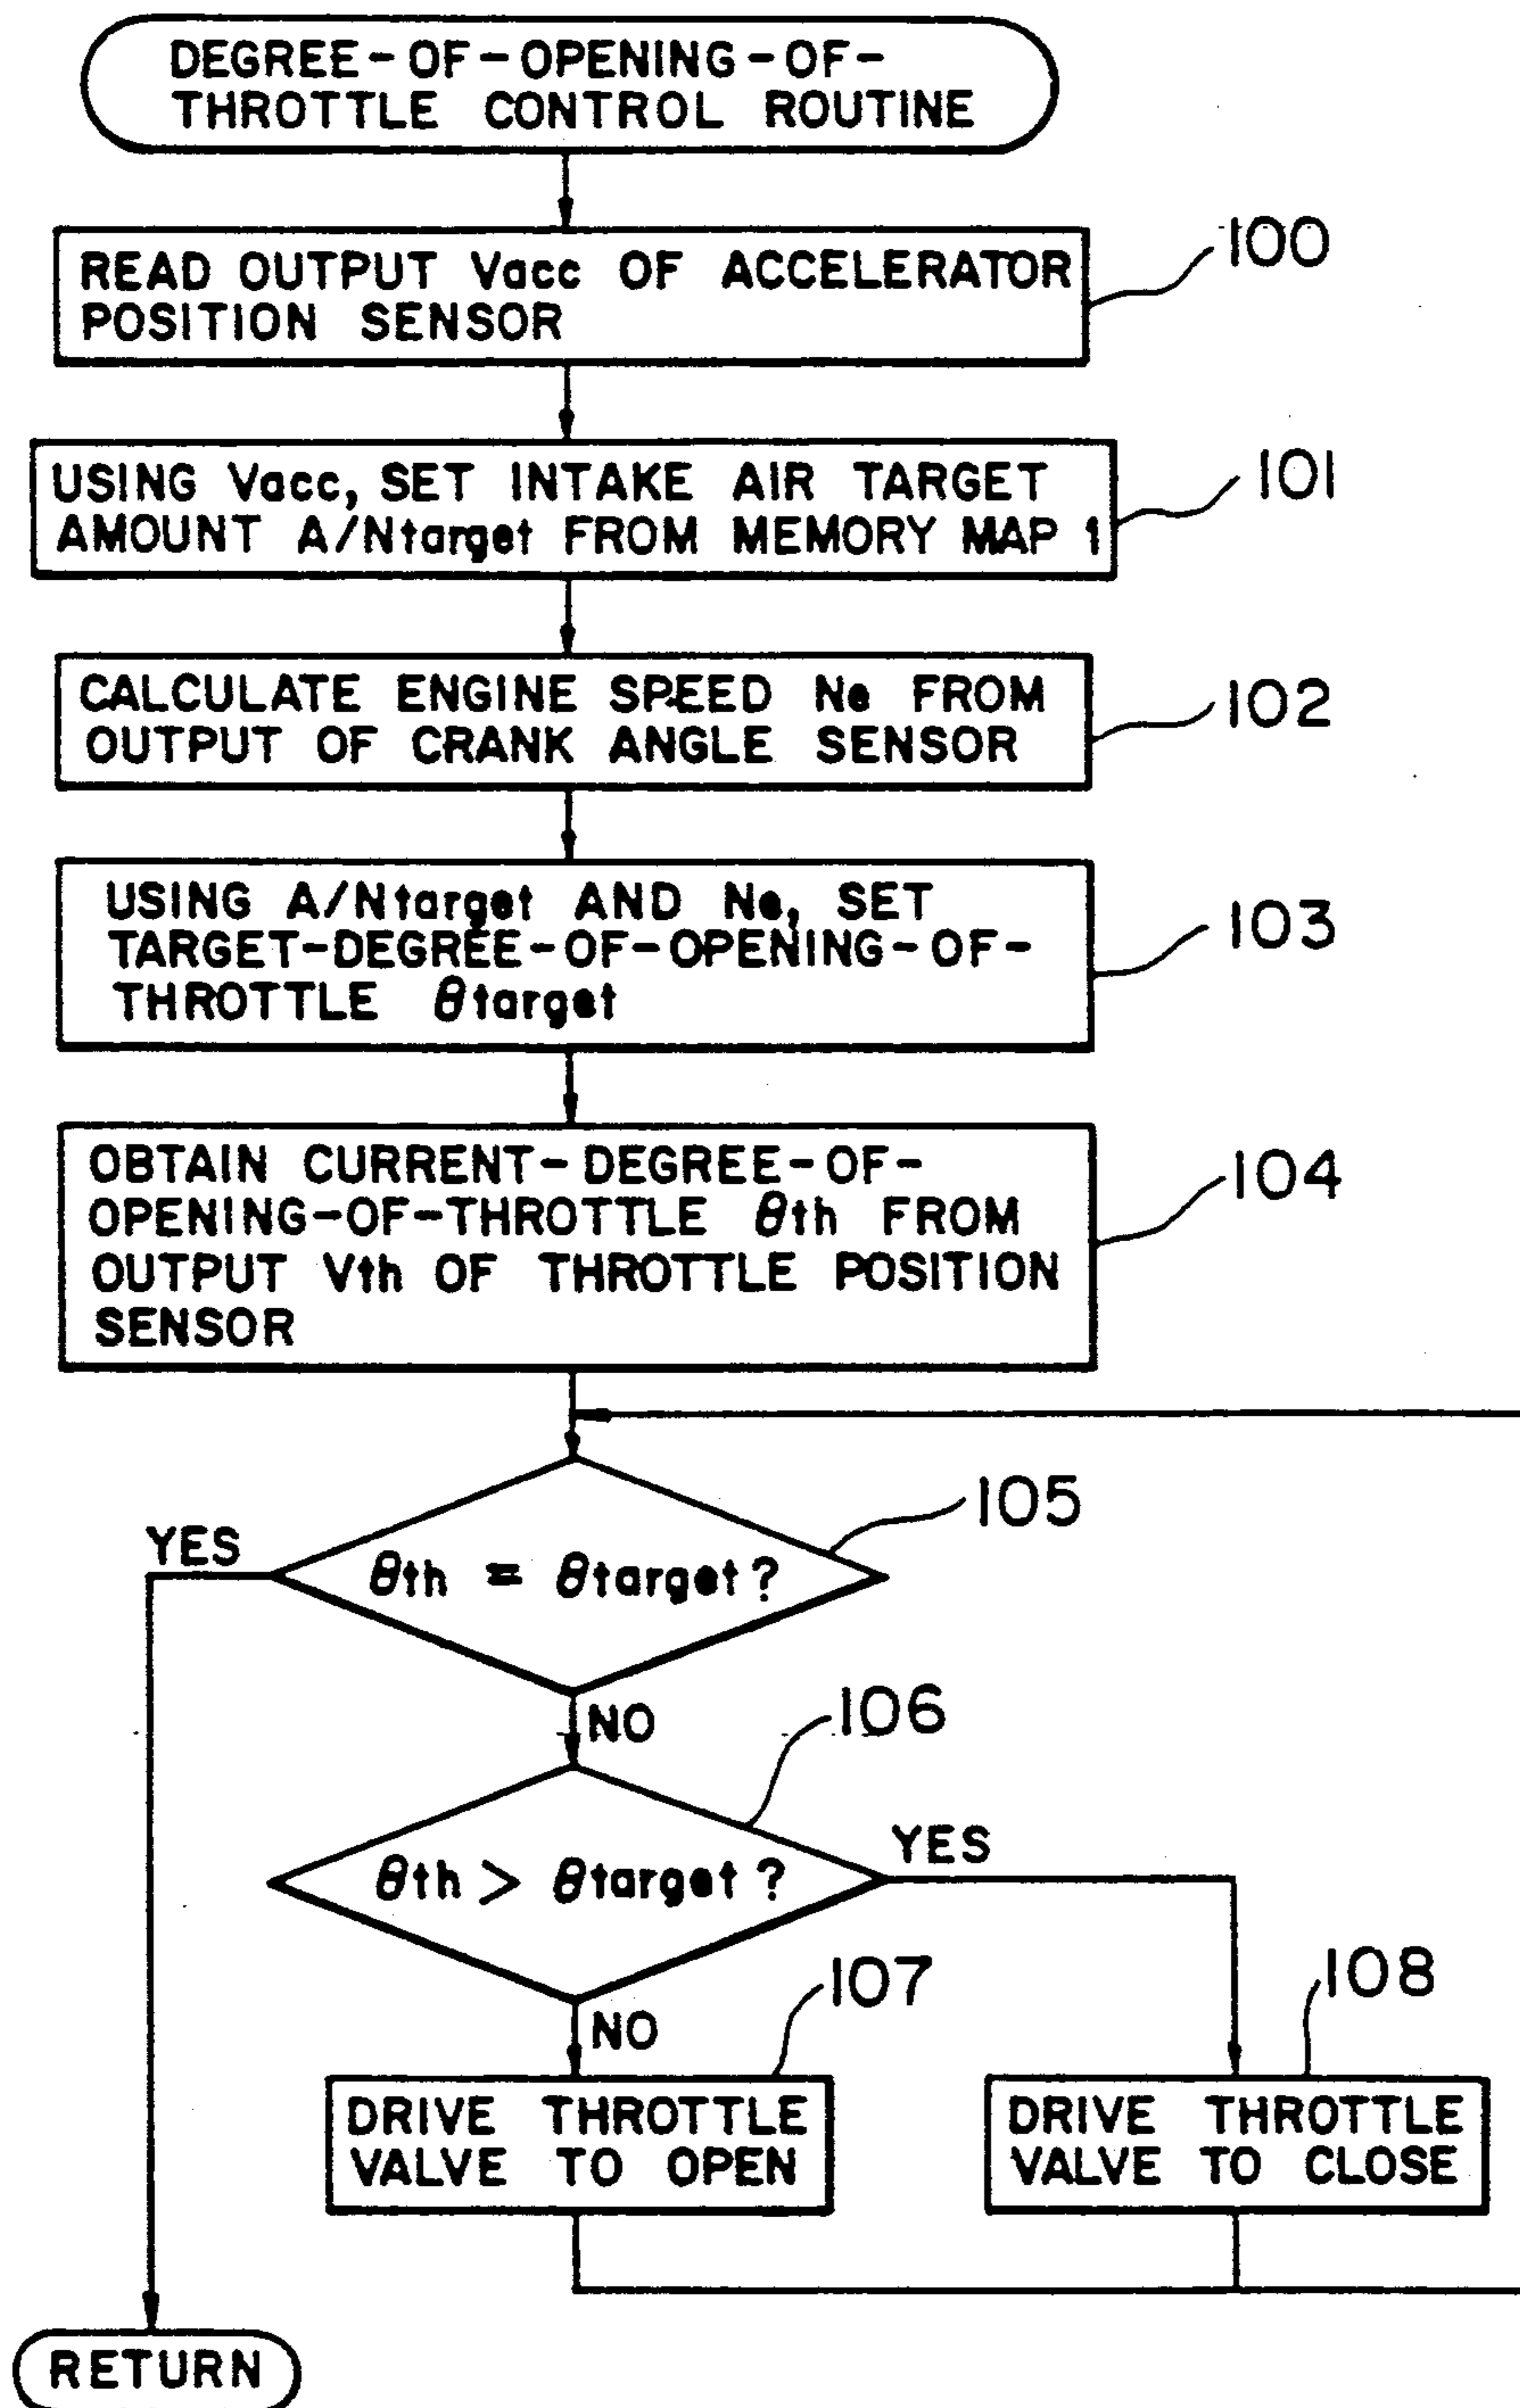 DEGREE-OF-OPENING-OF-
THROTTLE CONTROL ROUTINE
100
READ OUTPUT Vacc OF ACCELERATOR
POSITION SENSOR
101
USING Vacc, SET INTAKE AIR TARGET
AMOUNT A/Ntarget FROM MEMORY MAP 1
102
CALCULATE ENGINE SPEED Ne FROM
OUTPUT OF CRANK ANGLE SENSOR
103
USING A/Ntarget AND Ne, SET
TARGET-DEGREE-OF-OPENING-OF-
THROTTLE θtarget
104
OBTAIN CURRENT-DEGREE-OF-
OPENING-OF-THROTTLE θth FROM
OUTPUT Vth OF THROTTLE POSITION
SENSOR
105
YES
θth = θtarget?
NO
106
θth > θtarget?
YES
NO
107
108
DRIVE THROTTLE
VALVE TO OPEN
DRIVE THROTTLE
VALVE TO CLOSE
RETURN